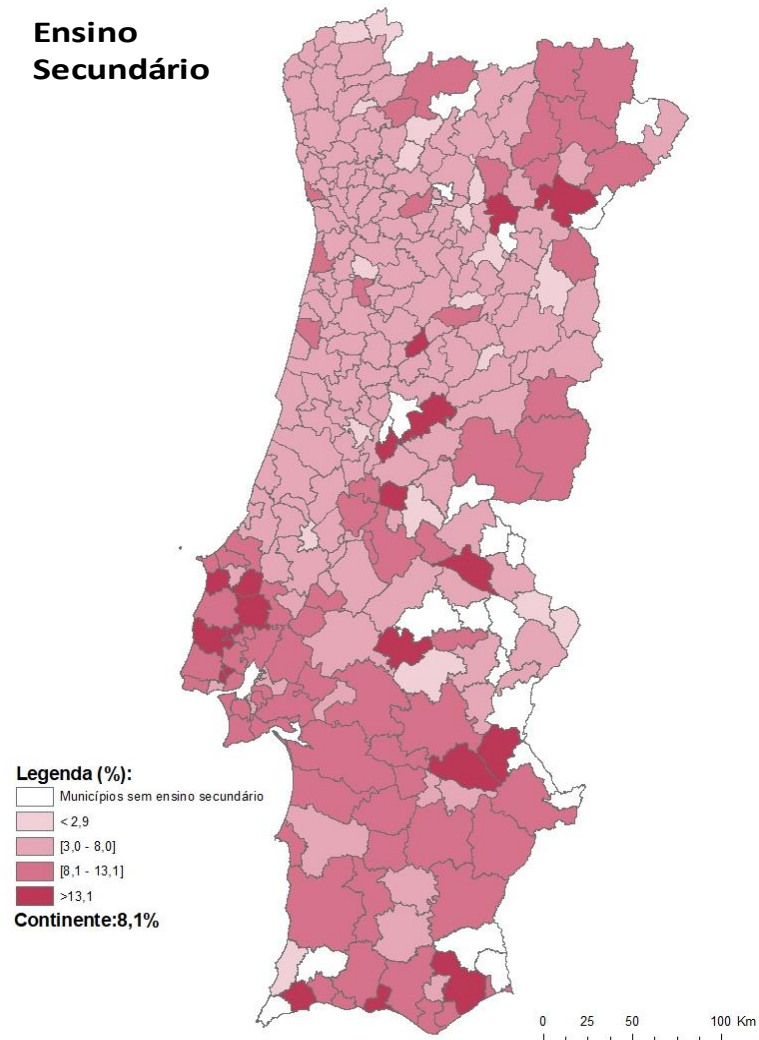 Ensino
Secundário
Legenda (%):
Municípios sem ensino secundário
< 2,9
[3,0 - 8,0]
[8,1 - 13,1]
>13,1
Continente:8,1%
0 25 50 100 Km